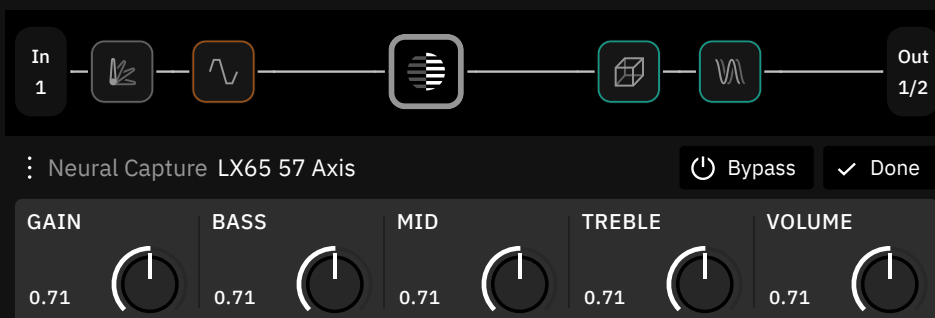 In
1
Out
1/2
Neural Capture LX65 57 Axis
Bypass
Done
GAIN
BASS
MID
TREBLE
VOLUME
0.71
0.71
0.71
0.71
0.71